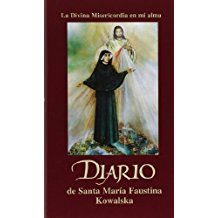 La Divina Misericordia en mi alma
DIARIO
de Santa María Faustina
Kowalska